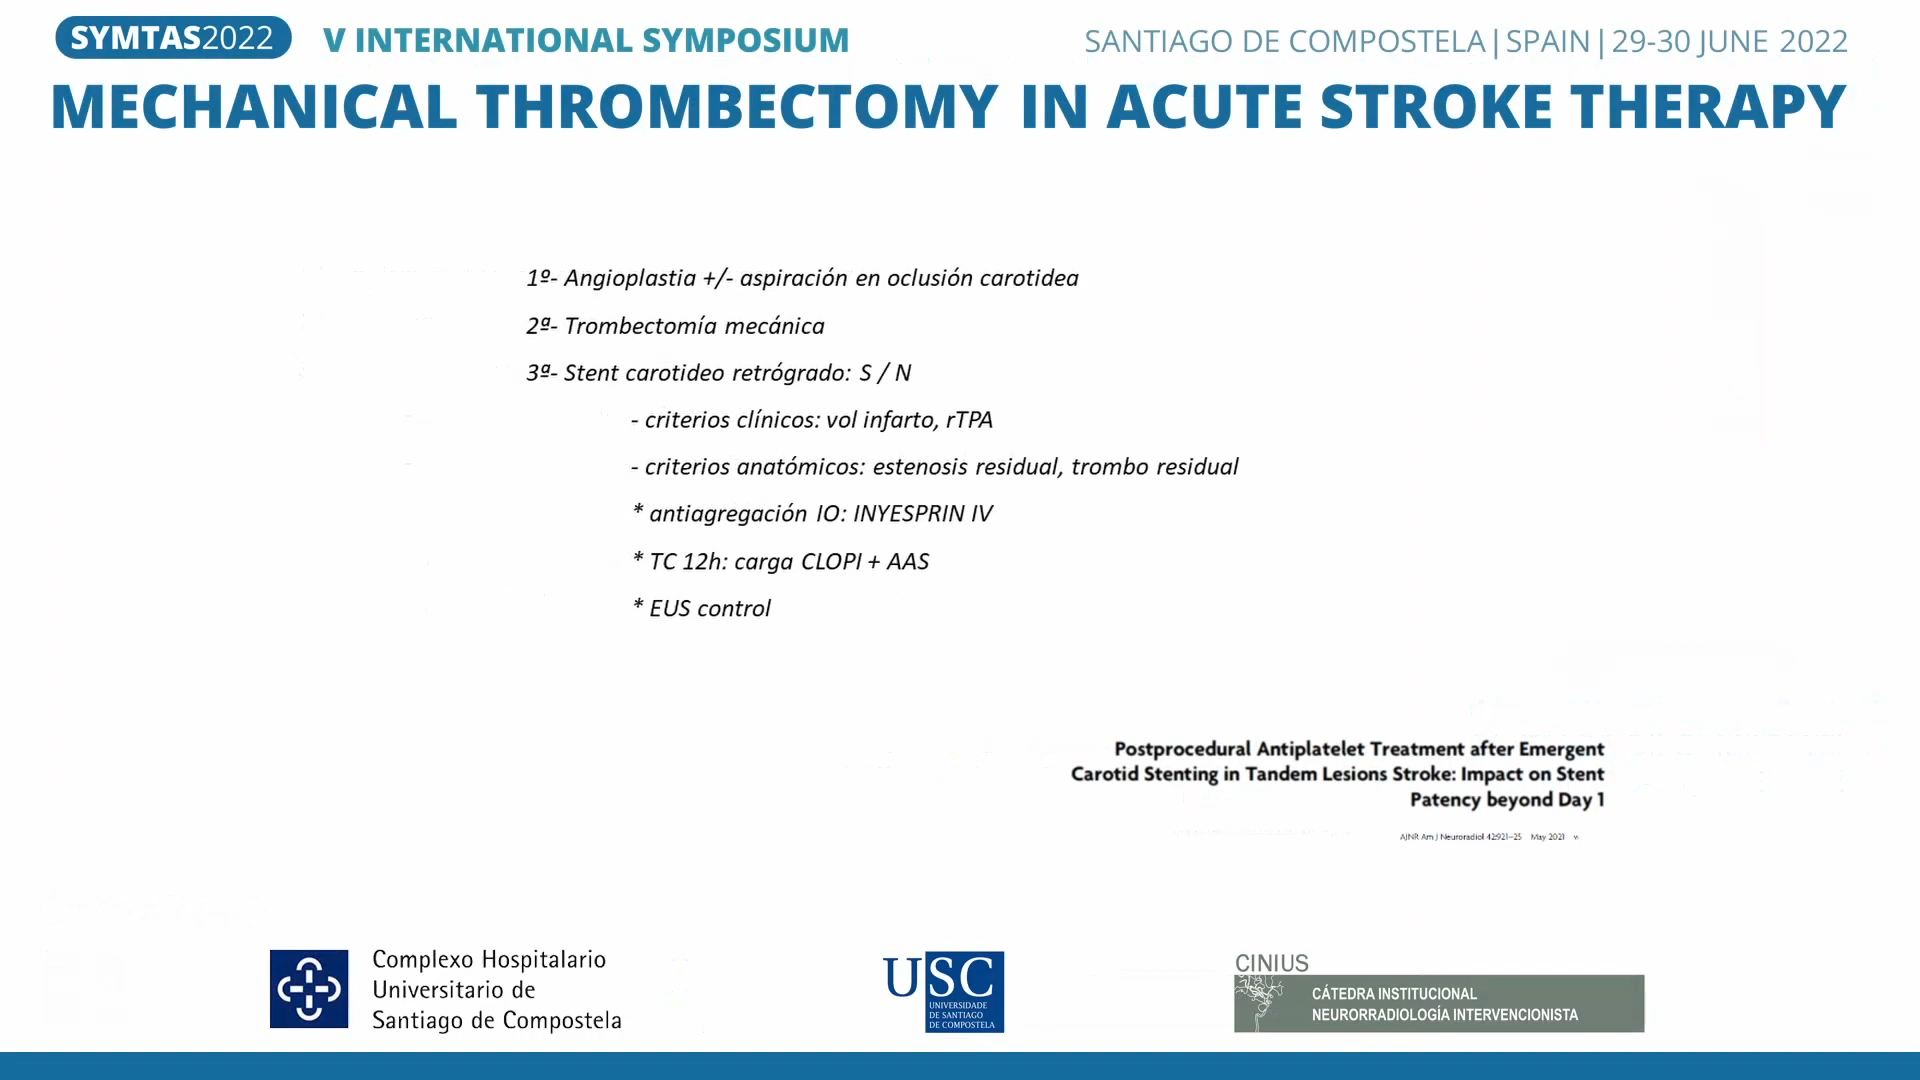 SYMTAS2022 V INTERNATIONAL SYMPOSIUM SANTIAGO DE COMPOSTELA | SPAIN | 29-30 JUNE 2022
MECHANICAL THROMBECTOMY IN ACUTE STROKE THERAPY
1º- Angioplastia +/- aspiración en oclusión carotidea
2ª- Trombectomía mecánica
3ª- Stent carotideo retrógrado: S / N
- criterios clínicos: vol infarto, rTPA
- criterios anatómicos: estenosis residual, trombo residual
* antiagregación IO: INYESPRIN IV
* TC 12h: carga CLOPI + AAS
* EUS control
Postprocedural Antiplatelet Treatment after Emergent
Carotid Stenting in Tandem Lesions Stroke: Impact on Stent
Patency beyond Day 1
AJNR Am J Neuroradiol 42:921–25 May 2021
Complexo Hospitalario
Universitario de
Santiago de Compostela
USC
UNIVERSIDADE
DE SANTIAGO
DE COMPOSTELA
CINIUS
CÁTEDRA INSTITUCIONAL
NEURORRADIOLOGÍA INTERVENCIONISTA